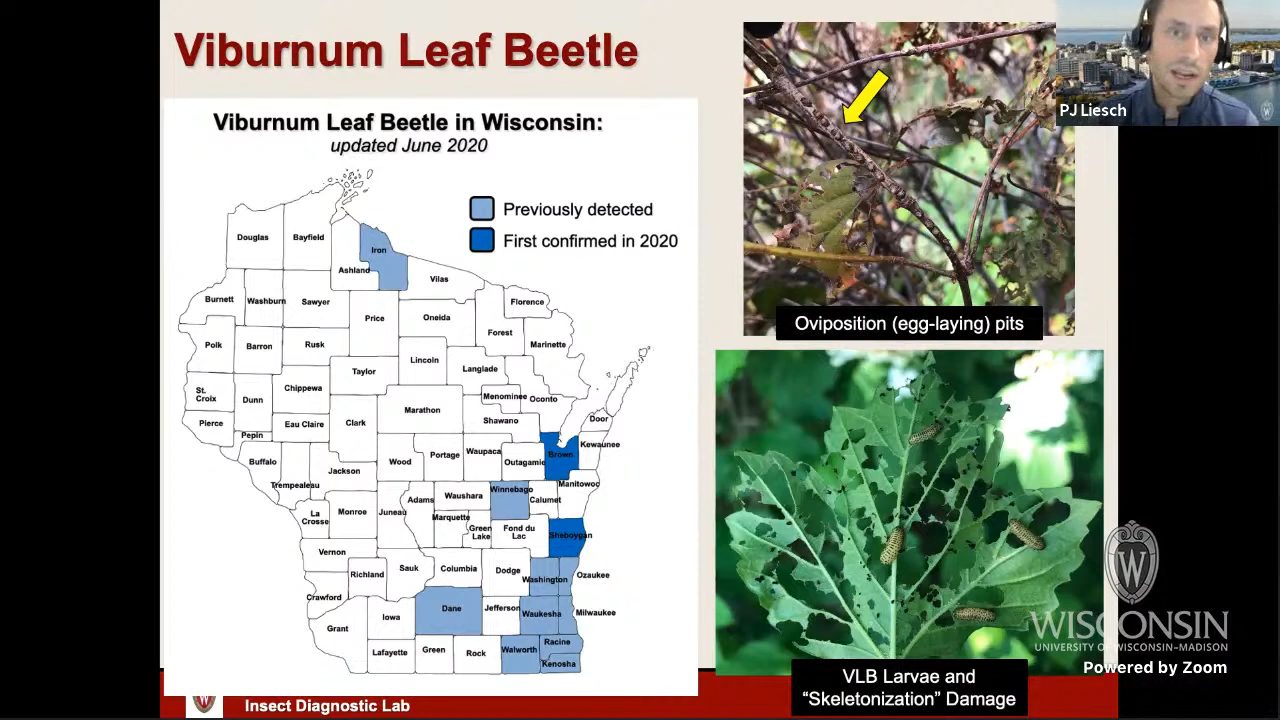 Viburnum Leaf Beetle
PJ Liesch
Viburnum Leaf Beetle in Wisconsin:
updated June 2020
Previously detected
First confirmed in 2020
Douglas
Bayfield
Iron
Ashland
Vilas
Burnett
Washburn
Sawyer
Florence
Price
Oneida
Forest
Polk
Barron
Rusk
Marinette
Lincoln
Taylor
Langlade
St.
Croix
Dunn
Chippewa
Menominee
Oconto
Marathon
Door
Pierce
Eau Claire
Clark
Shawano
Pepin
Kewaunee
Buffalo
Jackson
Wood
Portage
Waupaca
Outagamie
Brown
Trempealeau
Manitowoc
Winnebago
Calumet
Adams
Waushara
La
Crosse
Monroe
Juneau
Marquette
Green
Lake
Fond du
Lac
Sheboygan
Vernon
Sauk
Columbia
Dodge
Richland
Washington
Ozaukee
Crawford
Dane
Jefferson
Waukesha
Milwaukee
Iowa
Grant
Lafayette
Green
Rock
Walworth
Racine
Kenosha
Oviposition (egg-laying) pits
W
WISCONSIN
UNIVERSITY OF WISCONSIN–MADISON
Powered by Zoom
VLB Larvae and
“Skeletonization” Damage
Insect Diagnostic Lab